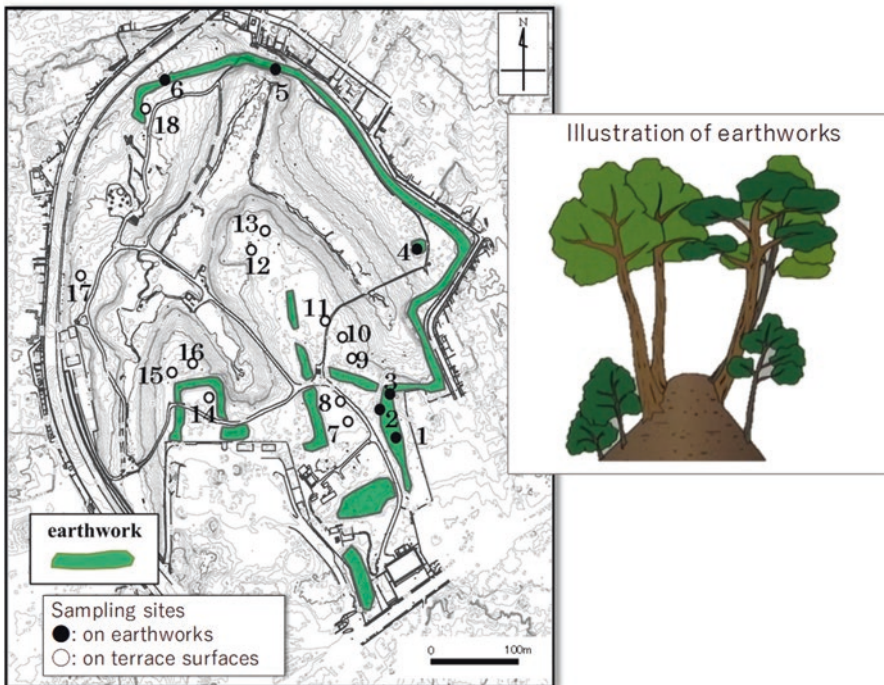 N
6
5
18
13
4
12
17
11
10
16
9
15
3
14
8
2
7
1
earthwork
Sampling sites
●: on earthworks
○: on terrace surfaces
0 100m
Illustration of earthworks